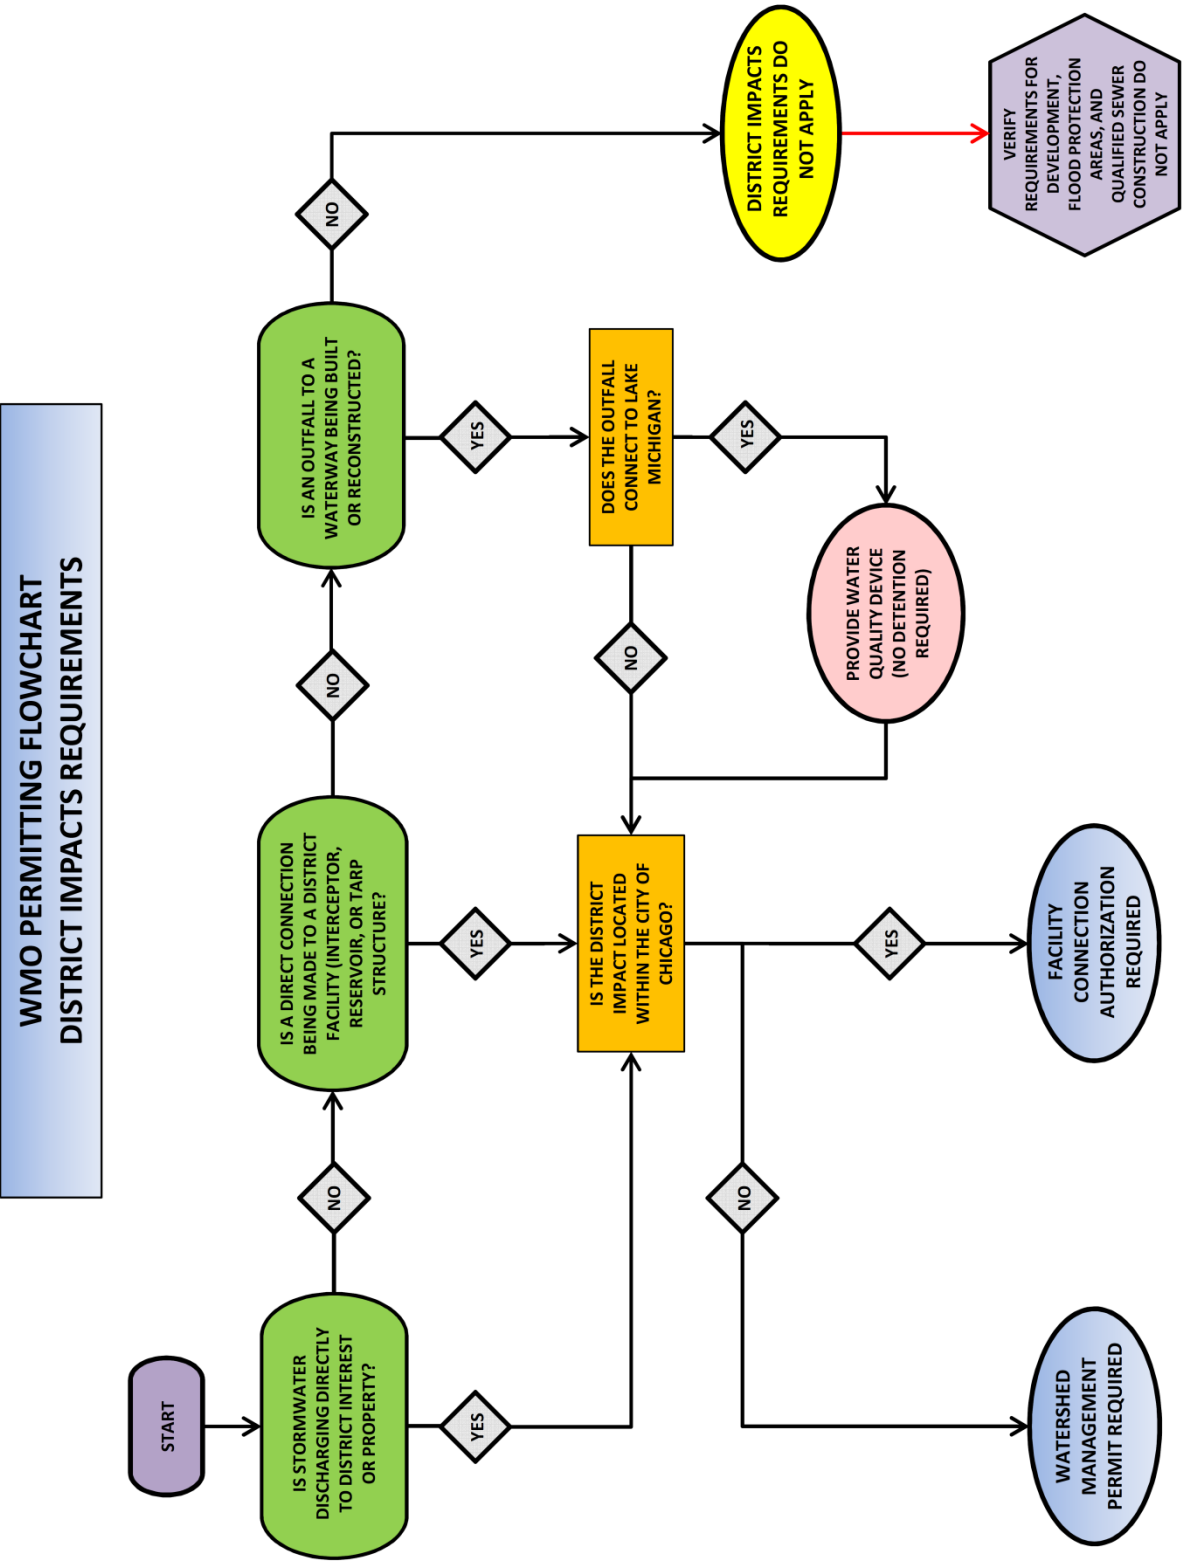 WMO PERMITTING FLOWCHART
DISTRICT IMPACTS REQUIREMENTS
START
IS STORMWATER
DISCHARGING DIRECTLY
TO DISTRICT INTEREST
OR PROPERTY?
NO
IS A DIRECT CONNECTION
BEING MADE TO A DISTRICT
FACILITY (INTERCEPTOR,
RESERVOIR, OR TARP
STRUCTURE?
NO
IS AN OUTFALL TO A
WATERWAY BEING BUILT
OR RECONSTRUCTED?
NO
YES
YES
YES
IS THE DISTRICT
IMPACT LOCATED
WITHIN THE CITY OF
CHICAGO?
NO
DOES THE OUTFALL
CONNECT TO LAKE
MICHIGAN?
YES
PROVIDE WATER
QUALITY DEVICE
(NO DETENTION
REQUIRED)
DISTRICT IMPACTS
REQUIREMENTS DO
NOT APPLY
NO
YES
WATERSHED
MANAGEMENT
PERMIT REQUIRED
FACILITY
CONNECTION
AUTHORIZATION
REQUIRED
VERIFY
REQUIREMENTS FOR
DEVELOPMENT,
FLOOD PROTECTION
AREAS, AND
QUALIFIED SEWER
CONSTRUCTION DO
NOT APPLY